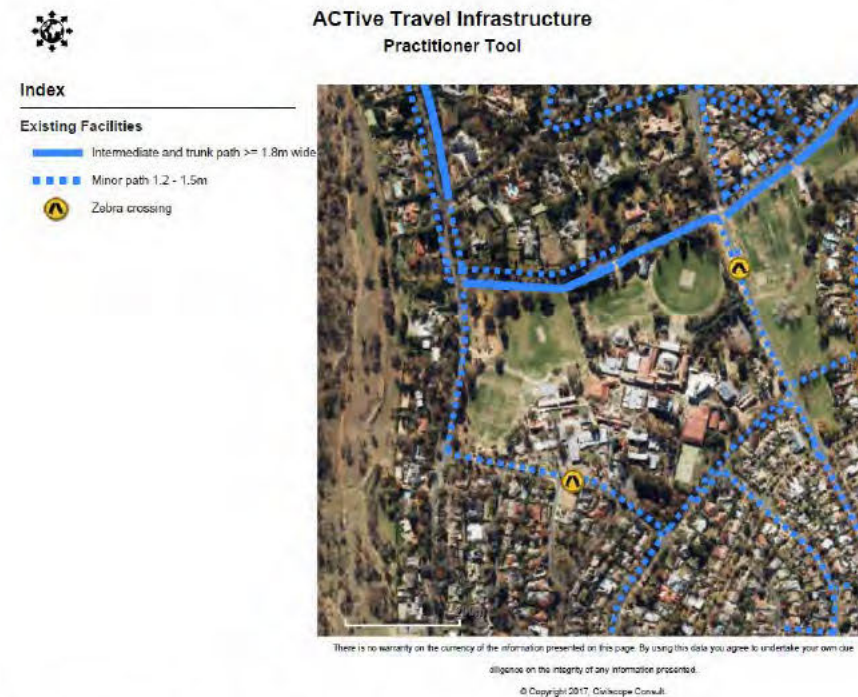 ACTive Travel Infrastructure
Practitioner Tool
Index
Existing Facilities
Intermediate and trunk path >= 1.8m wide
Minor path 1.2 - 1.5m
Zebra crossing
There is no warranty on the currency of the information presented on this page. By using this data you agree to undertake your own due
diligence on the integrity of any information presented.
© Copyright 2017, Civilscope Consult.